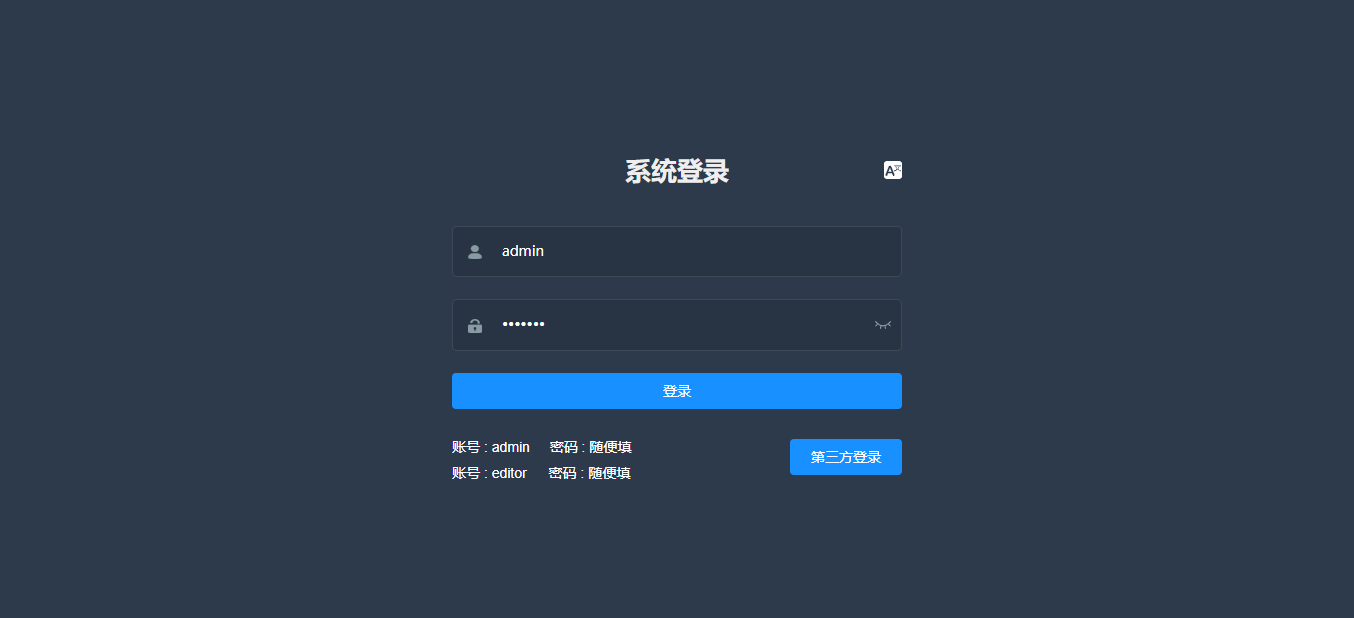 系统登录
admin
•••••••
登录
账号 : admin 密码 : 随便填
账号 : editor 密码 : 随便填
第三方登录